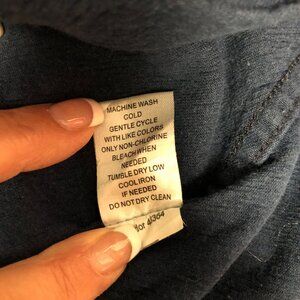 MACHINE WASH
COLD
GENTLE CYCLE
WITH LIKE COLORS
ONLY NON-CHLORINE
BLEACH WHEN
NEEDED
TUMBLE DRY LOW
COOL IRON
IF NEEDED
DO NOT DRY CLEAN